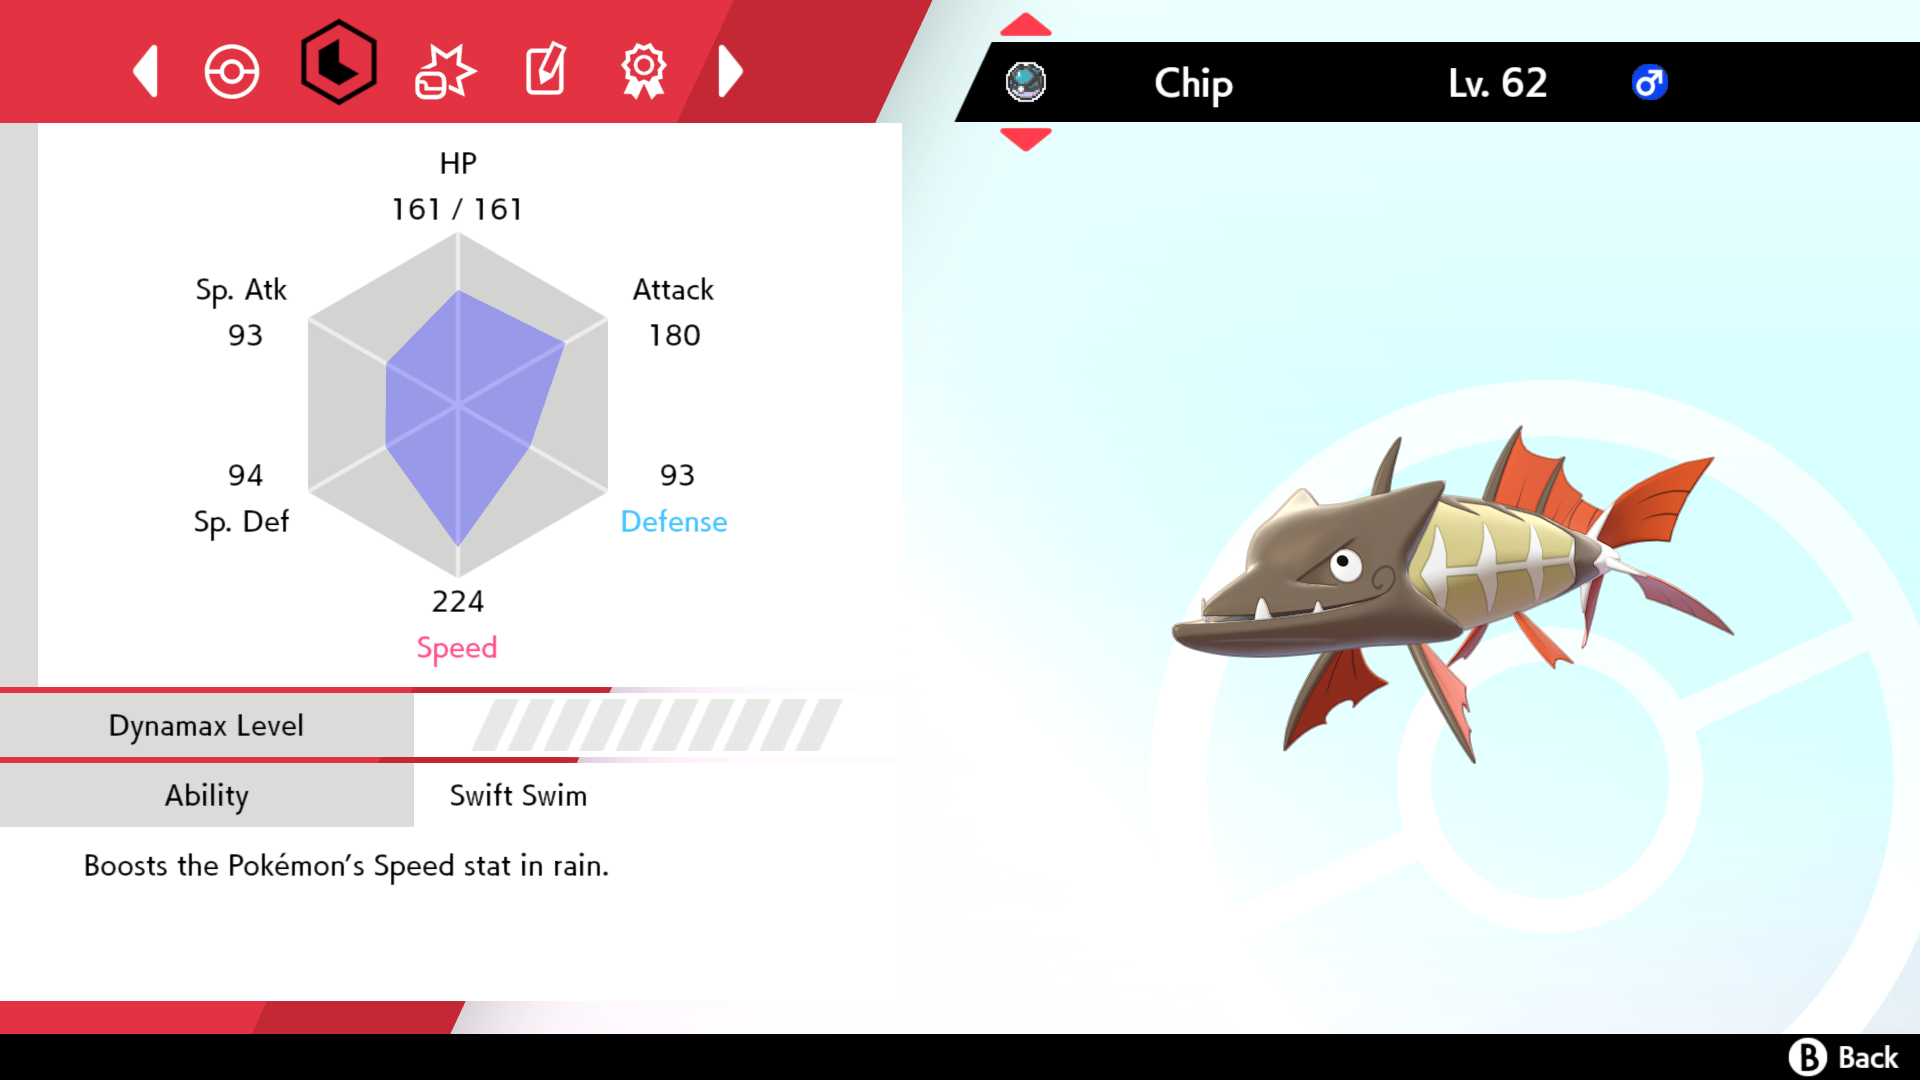 Chip Lv. 62
HP
161 / 161
Sp. Atk
93
Attack
180
94
Sp. Def
93
Defense
224
Speed
Dynamax Level
Ability Swift Swim
Boosts the Pokémon's Speed stat in rain.
B Back